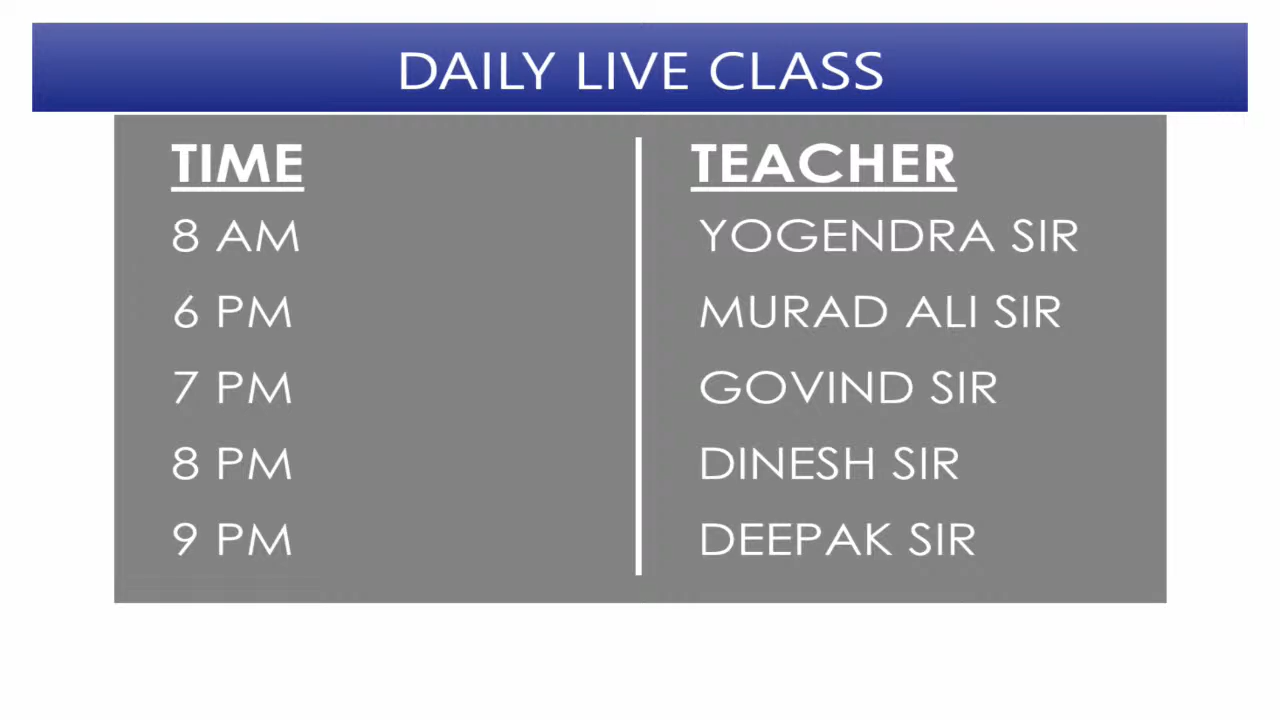 DAILY LIVE CLASS
TIME TEACHER
8 AM YOGENDRA SIR
6 PM MURAD ALI SIR
7 PM GOVIND SIR
8 PM DINESH SIR
9 PM DEEPAK SIR